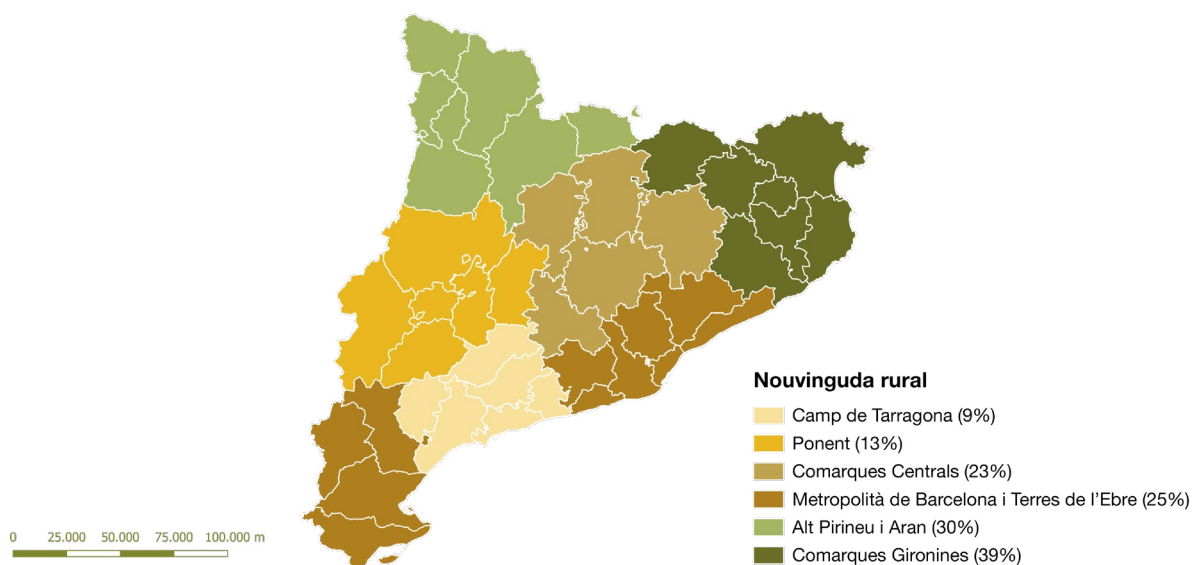 Nouvinguda rural
Camp de Tarragona (9%)
Ponent (13%)
Comarques Centrals (23%)
Metropolità de Barcelona i Terres de l'Ebre (25%)
Alt Pirineu i Aran (30%)
Comarques Gironines (39%)
0 25.000 50.000 75.000 100.000 m